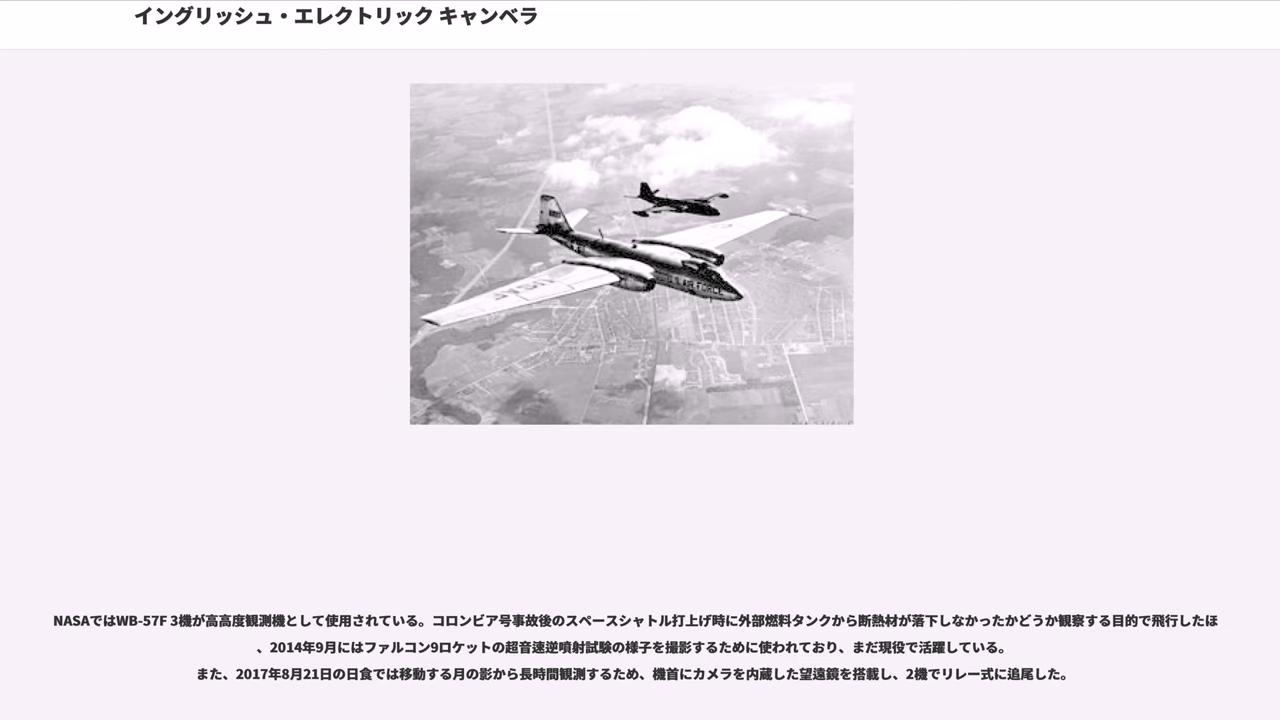 イングリッシュ・エレクトリック キャンベラ
U.S. AIR FORCE
NASAではWB-57F 3機が高高度観測機として使用されている。コロンビア号事故後のスペースシャトル打上げ時に外部燃料タンクから断熱材が落下しなかったかどうか観察する目的で飛行したほ
、2014年9月にはファルコン9ロケットの超音速逆噴射試験の様子を撮影するために使われており、まだ現役で活躍している。
また、2017年8月21日の日食では移動する月の影から長時間観測するため、機首にカメラを内蔵した望遠鏡を搭載し、2機でリレー式に追尾した。